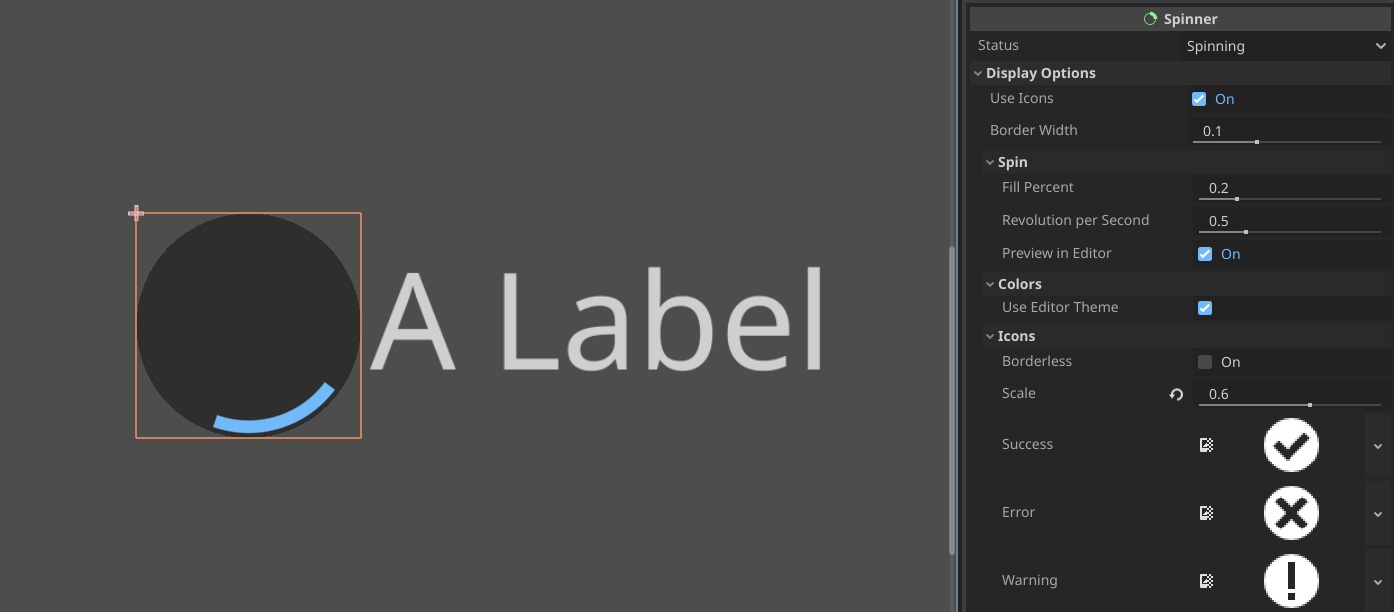 A Label
Spinner
Status Spinning
Display Options
Use Icons On
Border Width 0.1
Spin
Fill Percent 0.2
Revolution per Second 0.5
Preview in Editor On
Colors
Use Editor Theme
Icons
Borderless On
Scale 0.6
Success
Error
Warning